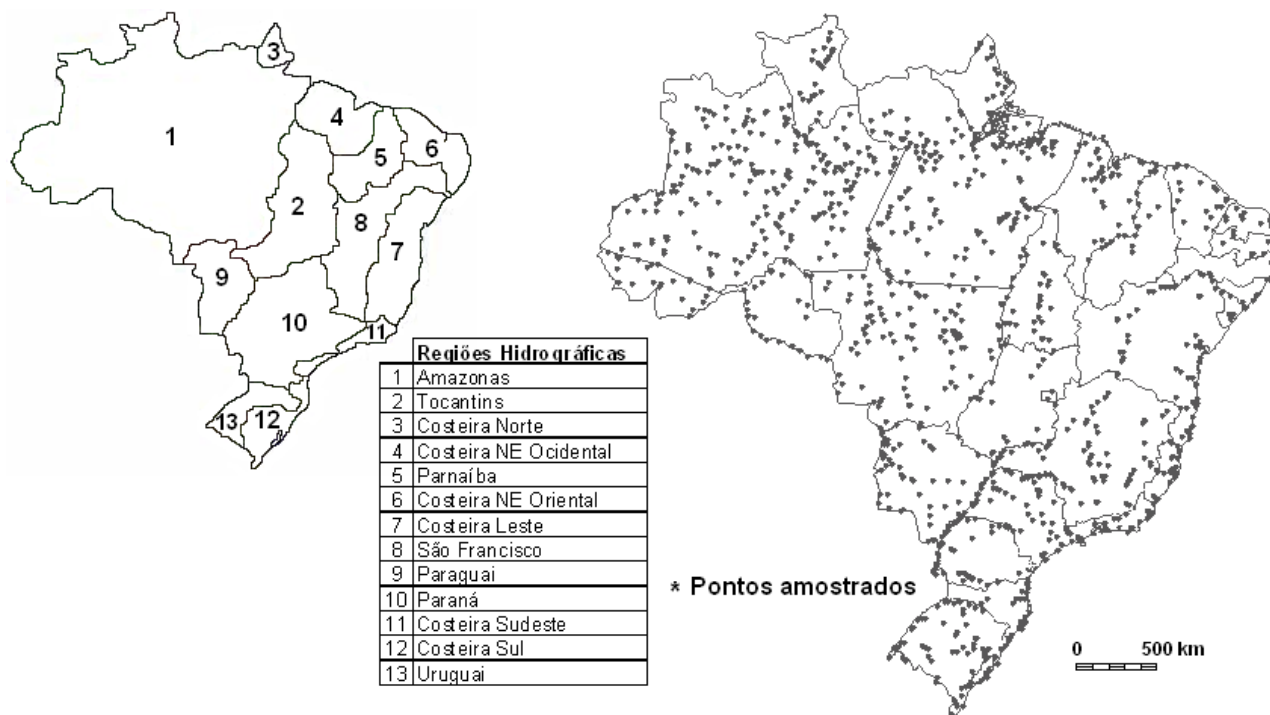 3
4
1
5
6
2
8
7
9
10
11
13
12
Regiões Hidrográficas
1 Amazonas
2 Tocantins
3 Costeira Norte
4 Costeira NE Ocidental
5 Parnaíba
6 Costeira NE Oriental
7 Costeira Leste
8 São Francisco
9 Paraguai
10 Paraná
11 Costeira Sudeste
12 Costeira Sul
13 Uruguai
* Pontos amostrados
0 500 km